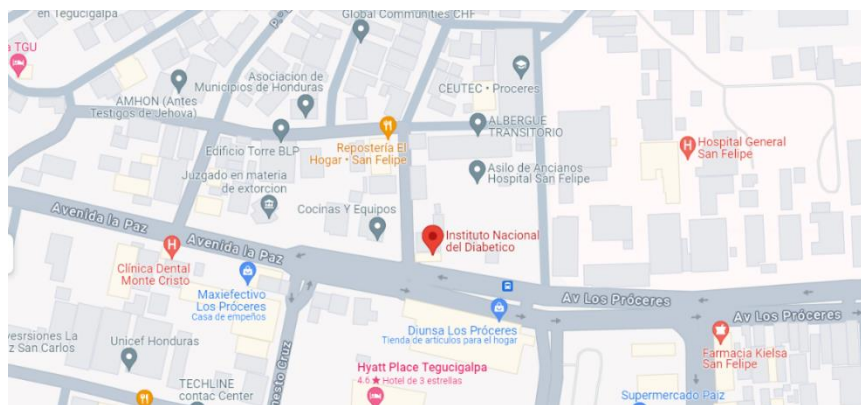 en Tegucigalpa
Global Communities CHF
TGU
Asociacion de
Municipios de Honduras
CEUTEC • Proceres
AMHON (Antes
Testigos de Jehova)
ALBERGUE
TRANSITORIO
Edificio Torre BLP
Repostería El
Hogar • San Felipe
Hospital General
San Felipe
Juzgado en materia
de extorcion
Asilo de Ancianos
Hospital San Felipe
Avenida la Paz
Cocinas Y Equipos
Instituto Nacional
del Diabetico
Avenida la Paz
Clínica Dental
Monte Cristo
Maxiefectivo
Los Próceres
Casa de empeños
Av Los Próceres
Av Los Próceres
Diunsa Los Próceres
Tienda de artículos para el hogar
San Carlos
Unicef Honduras
Farmacia Kielsa
San Felipe
Hyatt Place Tegucigalpa
4.6 ★ Hotel de 3 estrellas
TECHLINE
contac Center
nesto Cruz
Supermercado Paiz